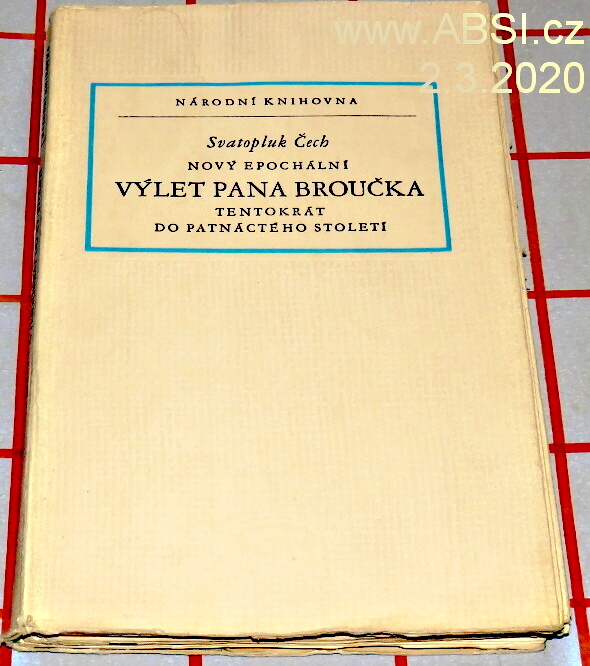 www.ABSI.cz
2.3.2020
NÁRODNÍ KNIHOVNA
Svatopluk Čech
NOVÝ EPOCHÁLNÍ
VÝLET PANA BROUČKA
TENTOKRÁT
DO PATNÁCTÉHO STOLETÍ